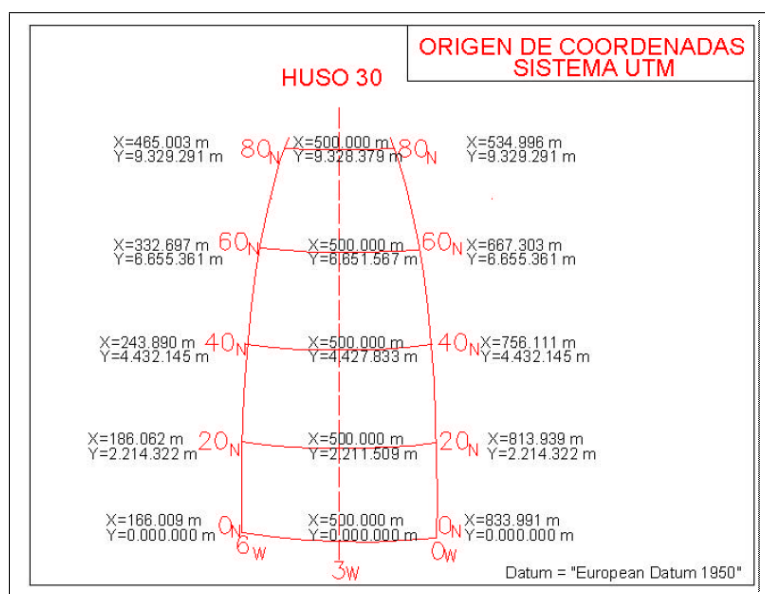 ORIGEN DE COORDENADAS
SISTEMA UTM
HUSO 30
X=465.003 m
Y=9.329.291 m
80N
X=500.000 m
Y=9.328.379 m
80N
X=534.996 m
Y=9.329.291 m
X=332.697 m
Y=6.655.361 m
60N
X=500.000 m
Y=6.651.567 m
60N
X=667.303 m
Y=6.655.361 m
X=243.890 m
Y=4.432.145 m
40N
X=500.000 m
Y=4.427.833 m
40N
X=756.111 m
Y=4.432.145 m
X=186.062 m
Y=2.214.322 m
20N
X=500.000 m
Y=2.211.509 m
20N
X=813.939 m
Y=2.214.322 m
X=166.009 m
Y=0.000.000 m
0N
X=500.000 m
Y=0.000.000 m
0N
X=833.991 m
Y=0.000.000 m
6W
3W
0W
Datum = "European Datum 1950"